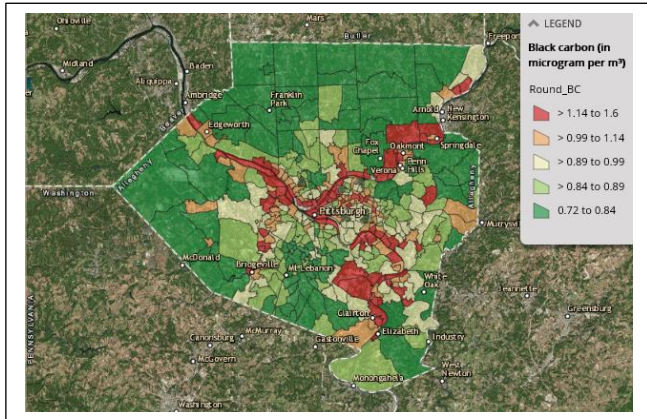 Ohioville
Mars
Butler
Freeport
Midland
Baden
Aliquippa
Ambridge
Franklin
Park
Beaver
Edgeworth
Arnold
New
Kensington
Fox
Chapel
Oakmont
Springdale
Verona
Penn
Hills
Allegheny
Washington
Allegheny
Pittsburgh
Murrysvi
McDonald
Bridgeville
Mt Lebanon
White
Oak
Jeannette
Greensburg
Clairton
Elizabeth
Industry
Canonsburg
McMurray
Gastonville
McGovern
PENNSYLVANIA
West
Newton
Monongahela
Washington
LEGEND
Black carbon (in
microgram per m³)
Round_BC
> 1.14 to 1.6
> 0.99 to 1.14
> 0.89 to 0.99
> 0.84 to 0.89
0.72 to 0.84